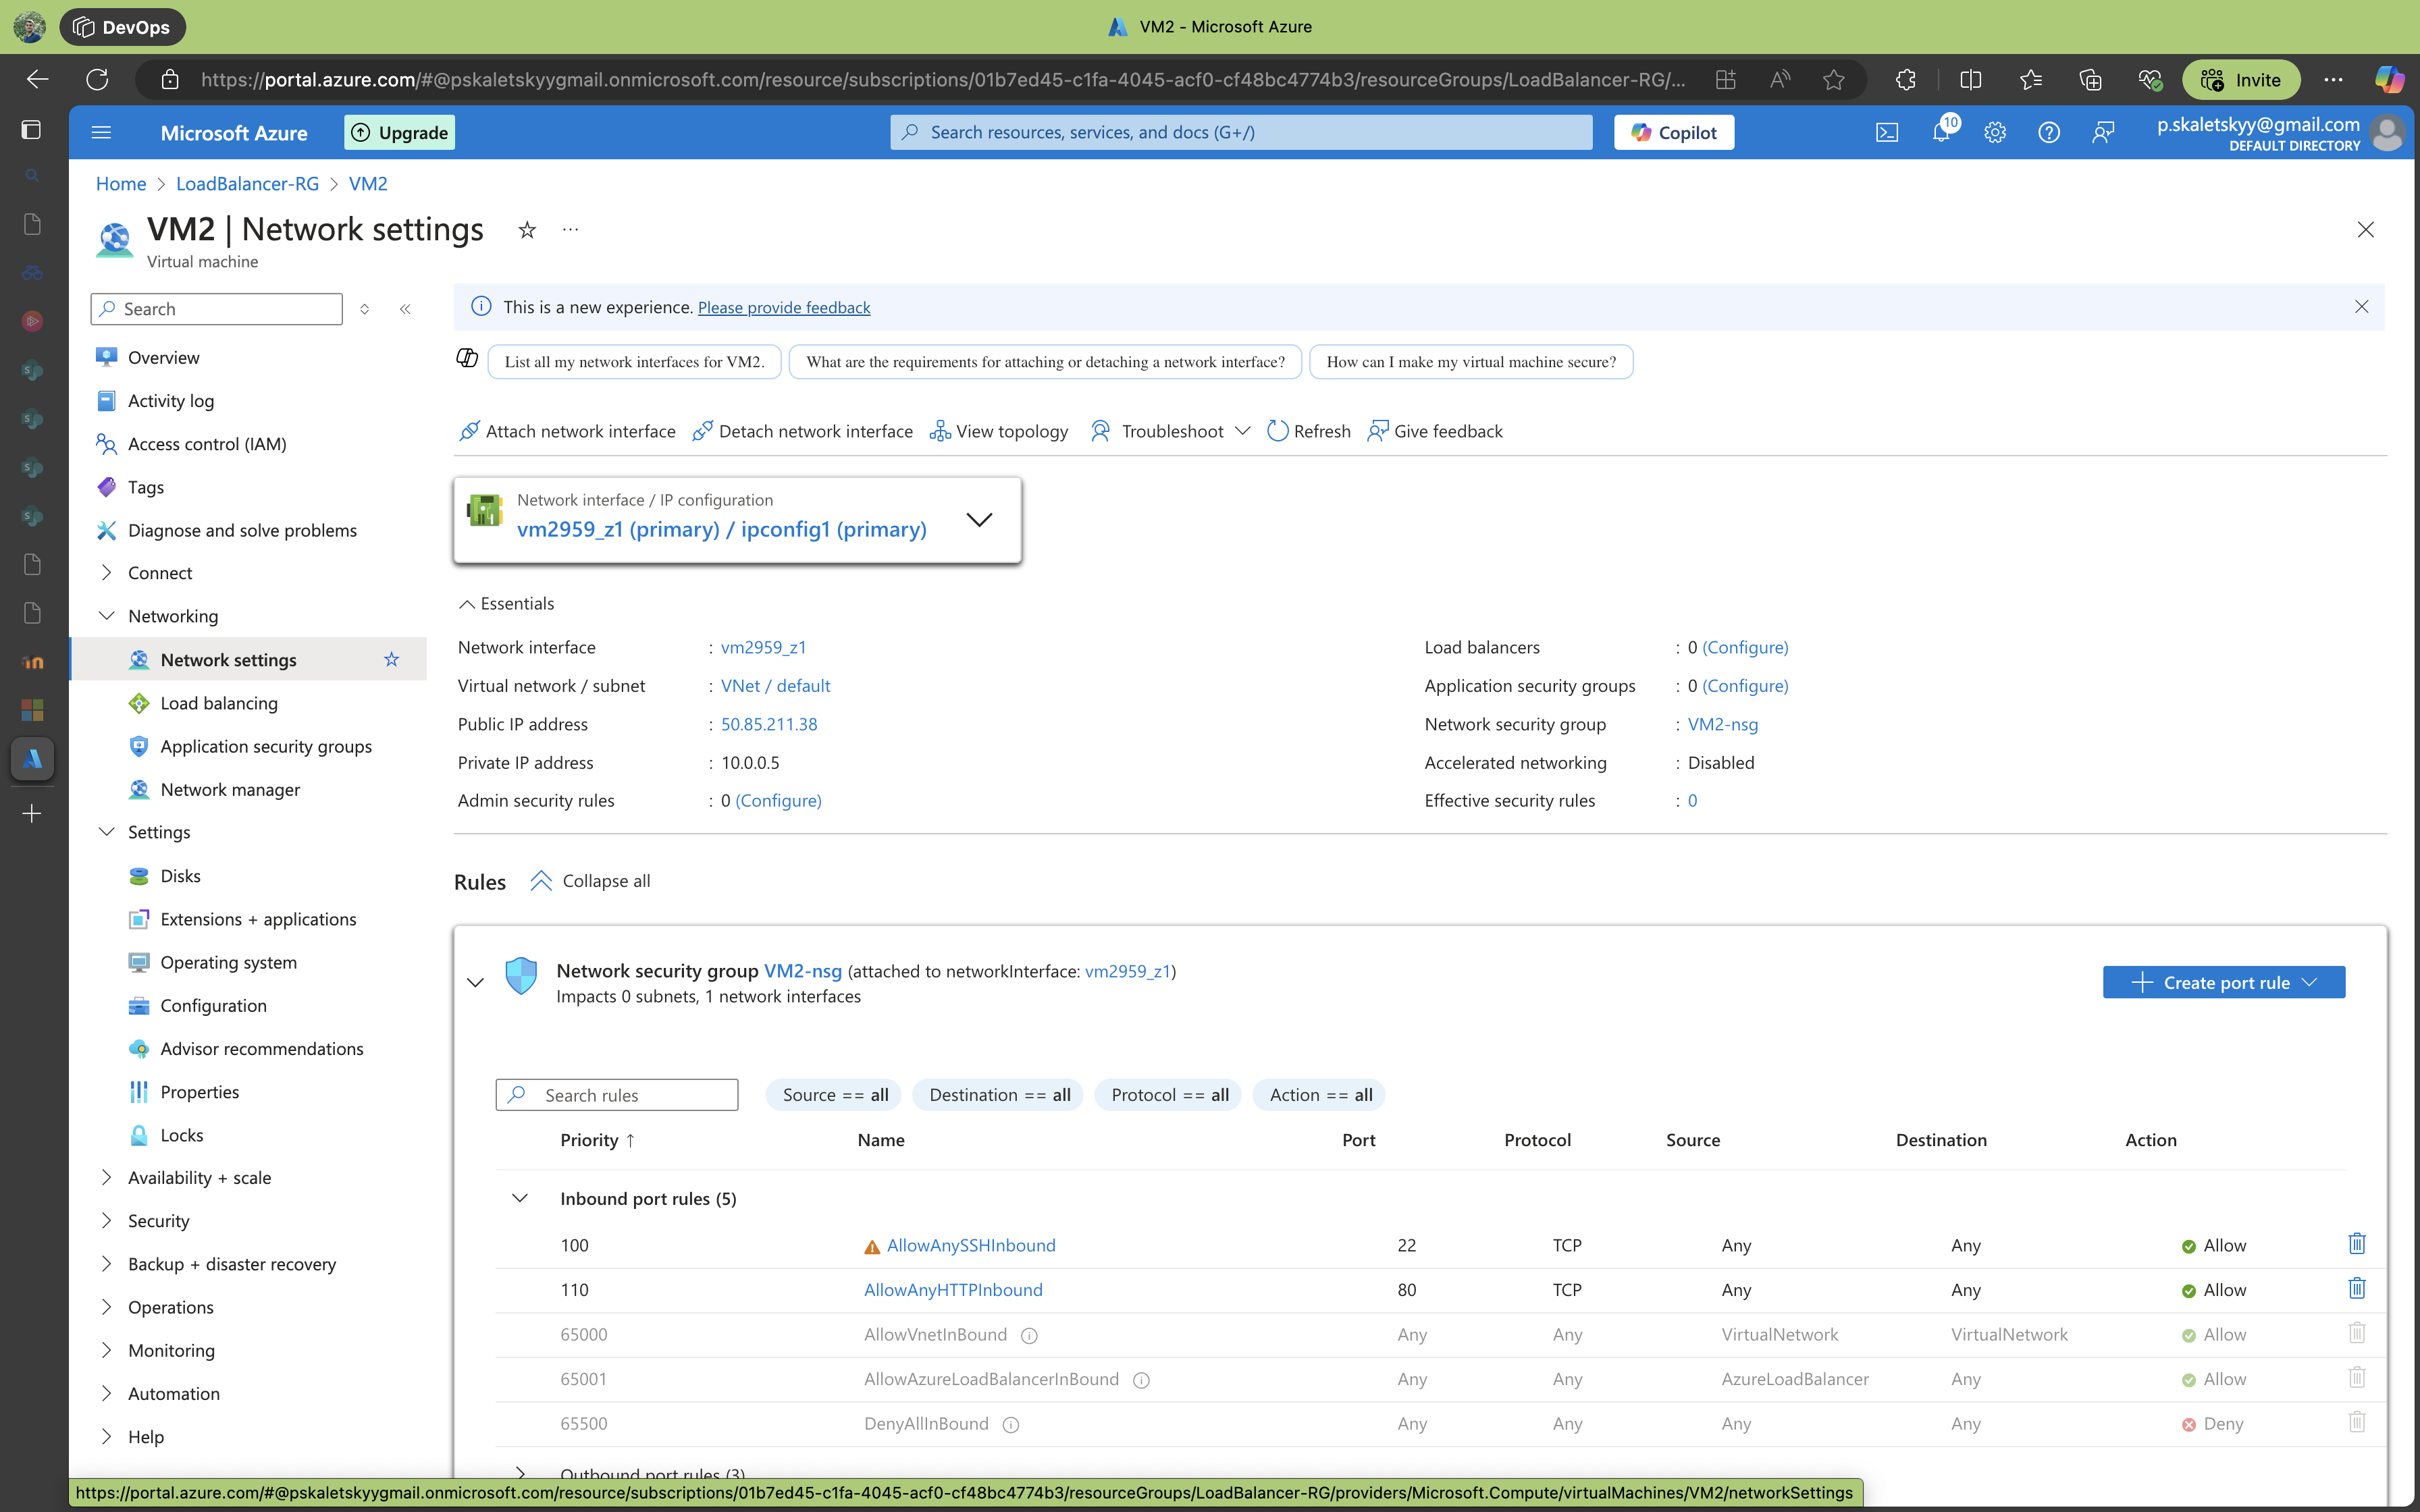 DevOps
VM2 - Microsoft Azure
https://portal.azure.com/#@pskaletskyygmail.onmicrosoft.com/resource/subscriptions/01b7ed45-c1fa-4045-acf0-cf48bc4774b3/resourceGroups/LoadBalancer-RG/...
Invite
Microsoft Azure
Upgrade
Search resources, services, and docs (G+/)
Copilot
10
p.skaletskyy@gmail.com
DEFAULT DIRECTORY
Home > LoadBalancer-RG > VM2
VM2 | Network settings
Virtual machine
Search
Overview
Activity log
Access control (IAM)
Tags
Diagnose and solve problems
Connect
Networking
Network settings
Load balancing
Application security groups
Network manager
Settings
Disks
Extensions + applications
Operating system
Configuration
Advisor recommendations
Properties
Locks
Availability + scale
Security
Backup + disaster recovery
Operations
Monitoring
Automation
Help
This is a new experience. Please provide feedback
List all my network interfaces for VM2.
What are the requirements for attaching or detaching a network interface?
How can I make my virtual machine secure?
Attach network interface
Detach network interface
View topology
Troubleshoot
Refresh
Give feedback
Network interface / IP configuration
vm2959_z1 (primary) / ipconfig1 (primary)
Essentials
Network interface : vm2959_z1
Virtual network / subnet : VNet / default
Public IP address : 50.85.211.38
Private IP address : 10.0.0.5
Admin security rules : 0 (Configure)
Load balancers : 0 (Configure)
Application security groups : 0 (Configure)
Network security group : VM2-nsg
Accelerated networking : Disabled
Effective security rules : 0
Rules
Collapse all
Network security group VM2-nsg (attached to networkInterface: vm2959_z1)
Impacts 0 subnets, 1 network interfaces
Create port rule
Search rules
Source == all
Destination == all
Protocol == all
Action == all
Priority ↑ Name Port Protocol Source Destination Action
Inbound port rules (5)
100 AllowAnySSHInbound 22 TCP Any Any Allow
110 AllowAnyHTTPInbound 80 TCP Any Any Allow
65000 AllowVnetInBound Any Any VirtualNetwork VirtualNetwork Allow
65001 AllowAzureLoadBalancerInBound Any Any AzureLoadBalancer Any Allow
65500 DenyAllInBound Any Any Any Any Deny
Outbound port rules (3)
https://portal.azure.com/#@pskaletskyygmail.onmicrosoft.com/resource/subscriptions/01b7ed45-c1fa-4045-acf0-cf48bc4774b3/resourceGroups/LoadBalancer-RG/providers/Microsoft.Compute/virtualMachines/VM2/networkSettings